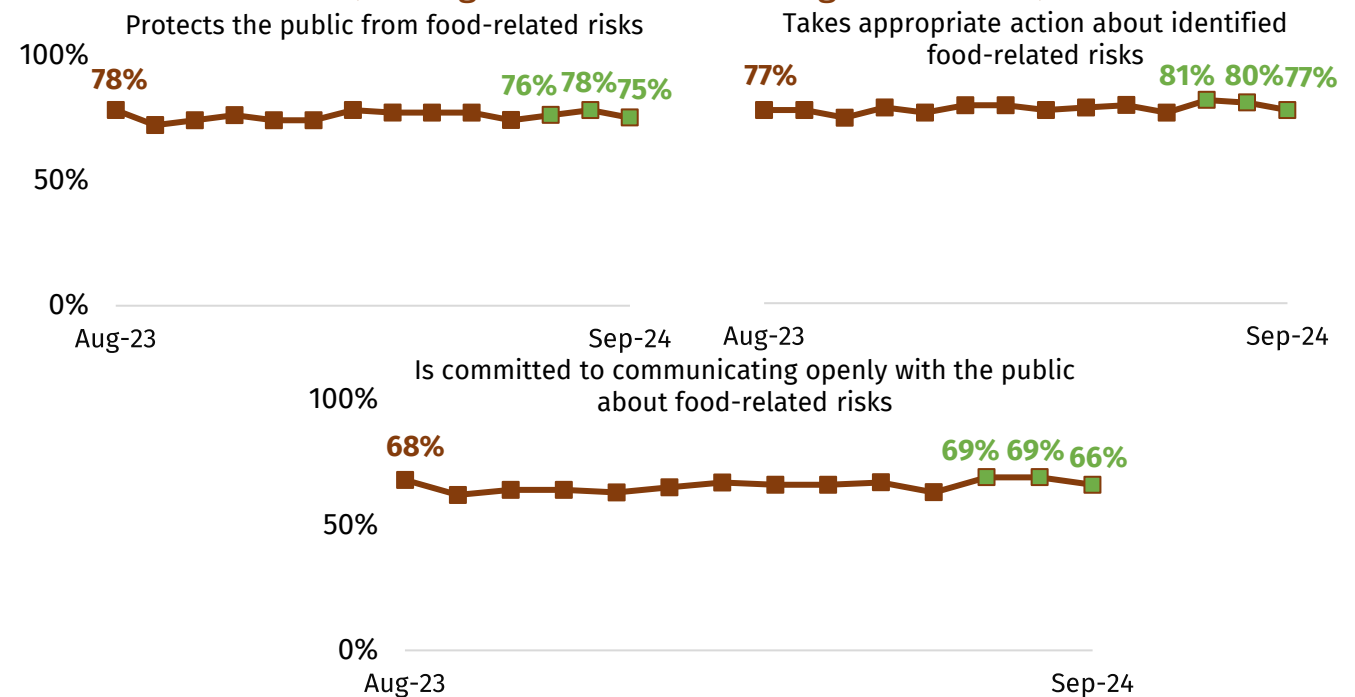 Protects the public from food-related risks
100%
78%
76% 78% 75%
50%
0%
Aug-23
Sep-24
Takes appropriate action about identified
food-related risks
77%
81% 80% 77%
Aug-23
Sep-24
Is committed to communicating openly with the public
about food-related risks
100%
68%
69% 69% 66%
50%
0%
Aug-23
Sep-24